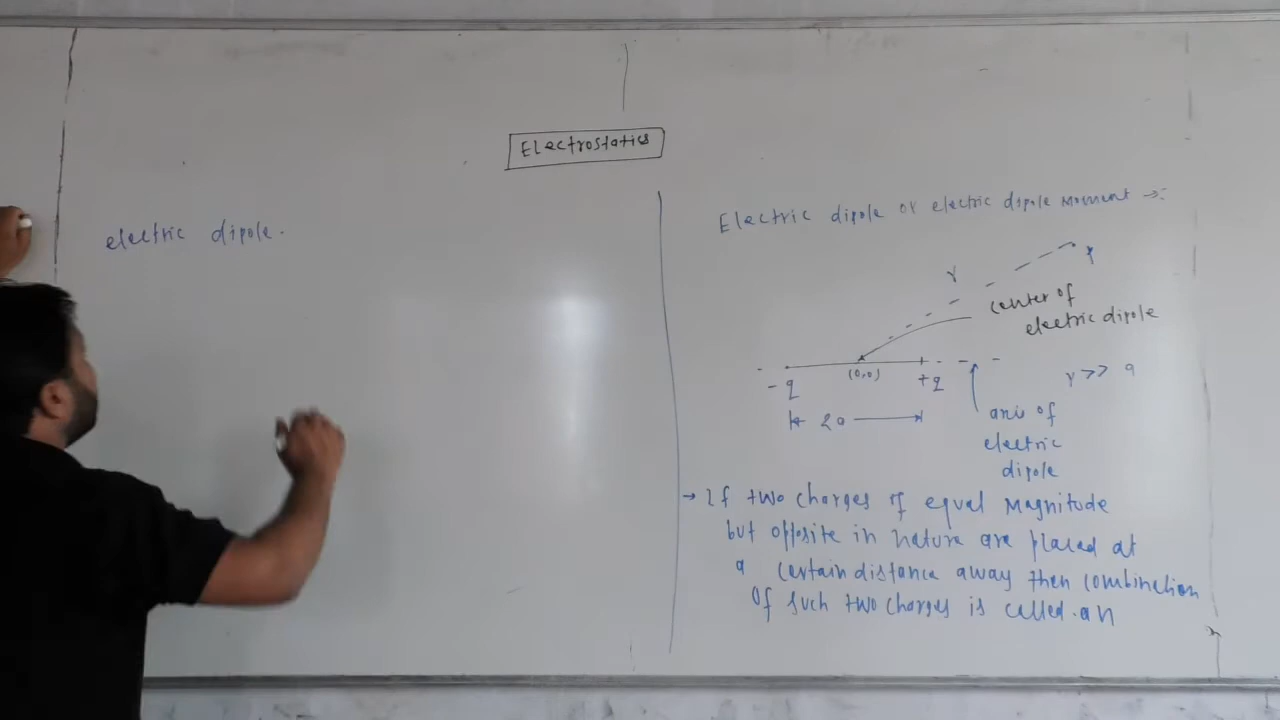 Electrostatics
electric dipole.
Electric dipole or electric dipole Moment →:
r
P
center of
electric dipole
(0,0)
- q
+ q
r >> a
2a
axis of
electric
dipole
→ If two charges of equal Magnitude
but opposite in nature are placed at
a certain distance away then combination
of such two charges is called an